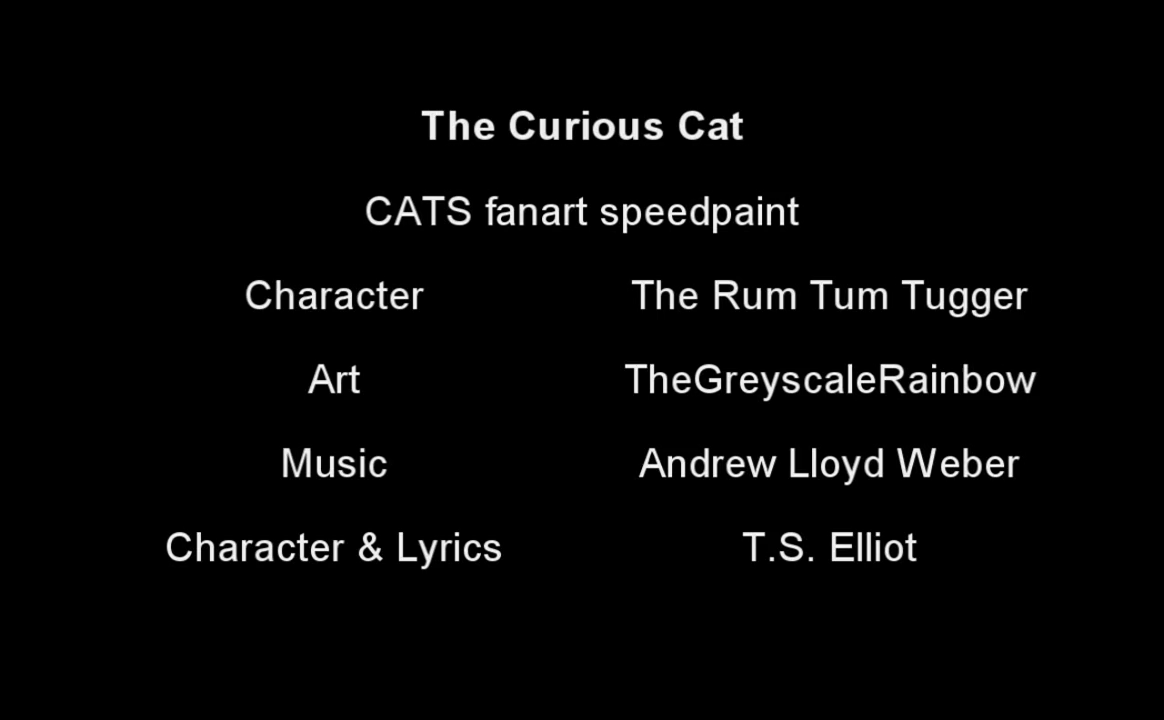 The Curious Cat
CATS fanart speedpaint
Character The Rum Tum Tugger
Art TheGreyscaleRainbow
Music Andrew Lloyd Weber
Character & Lyrics T.S. Elliot